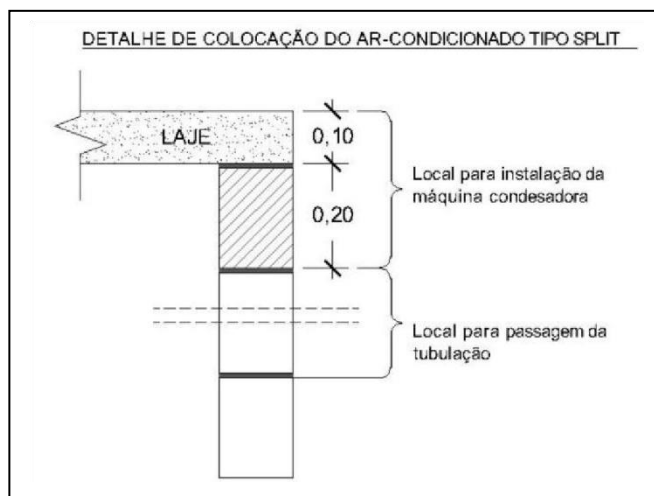 DETALHE DE COLOCAÇÃO DO AR-CONDICIONADO TIPO SPLIT
LAJE
0,10
Local para instalação da
máquina condesadora
0,20
Local para passagem da
tubulação